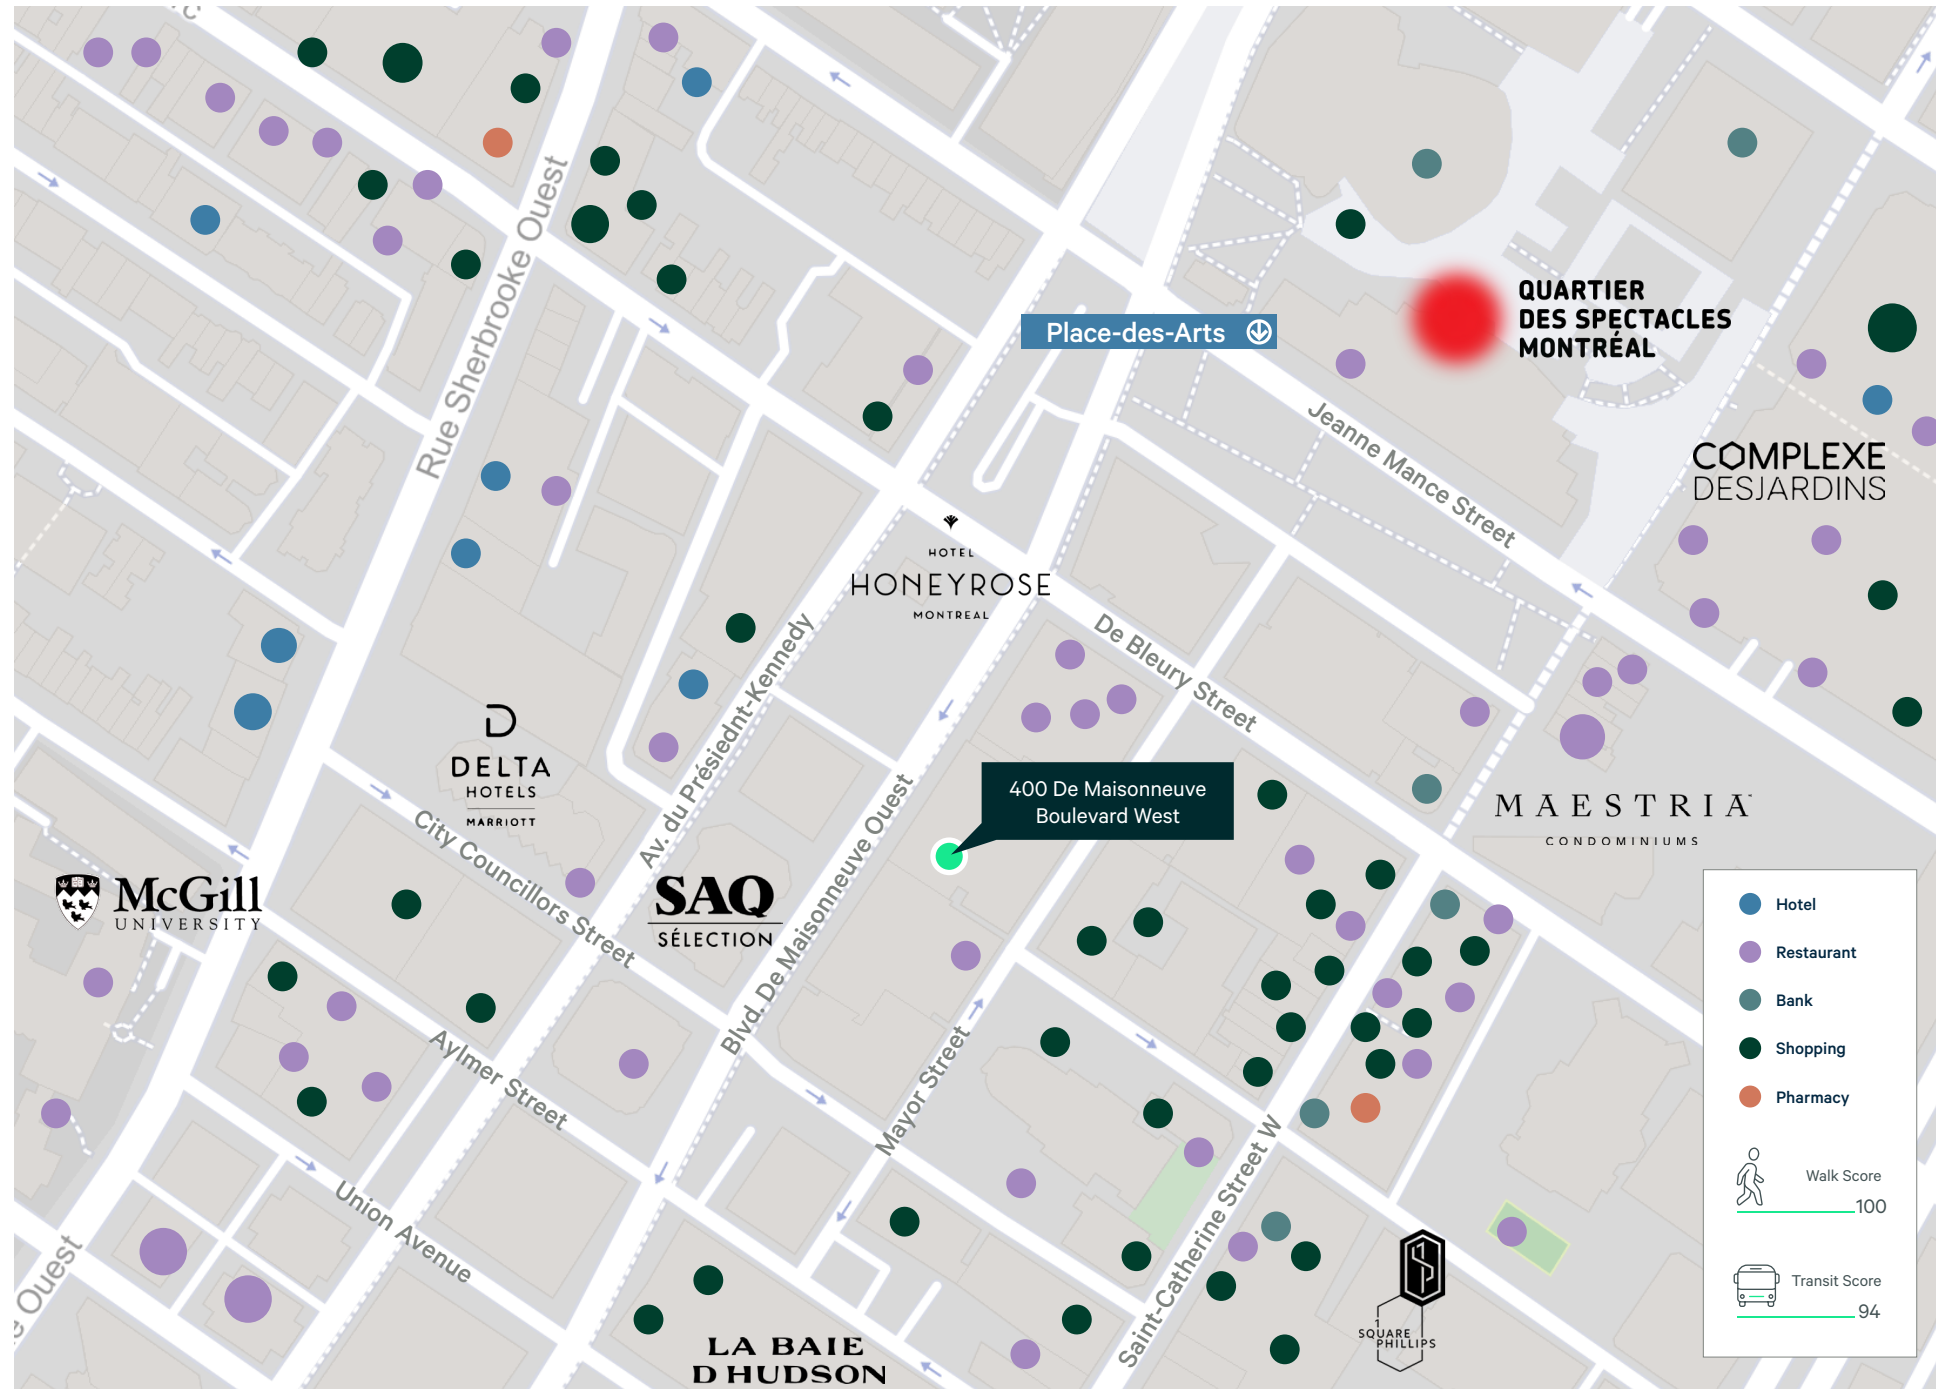 Rue Sherbrooke Ouest
Place-des-Arts
QUARTIER
DES SPECTACLES
MONTRÉAL
Jeanne Mance Street
COMPLEXE
DESJARDINS
HOTEL
HONEYROSE
MONTREAL
De Bleury Street
Av. du Présiednt-Kennedy
DELTA
HOTELS
MARRIOTT
City Councillors Street
400 De Maisonneuve
Boulevard West
MAESTRIA
CONDOMINIUMS
McGill
UNIVERSITY
SAQ
SÉLECTION
Blvd. De Maisonneuve Ouest
Aylmer Street
Mayor Street
Union Avenue
e Ouest
Saint-Catherine Street W
1
SQUARE
PHILLIPS
LA BAIE
D HUDSON
Hotel
Restaurant
Bank
Shopping
Pharmacy
Walk Score
100
Transit Score
94